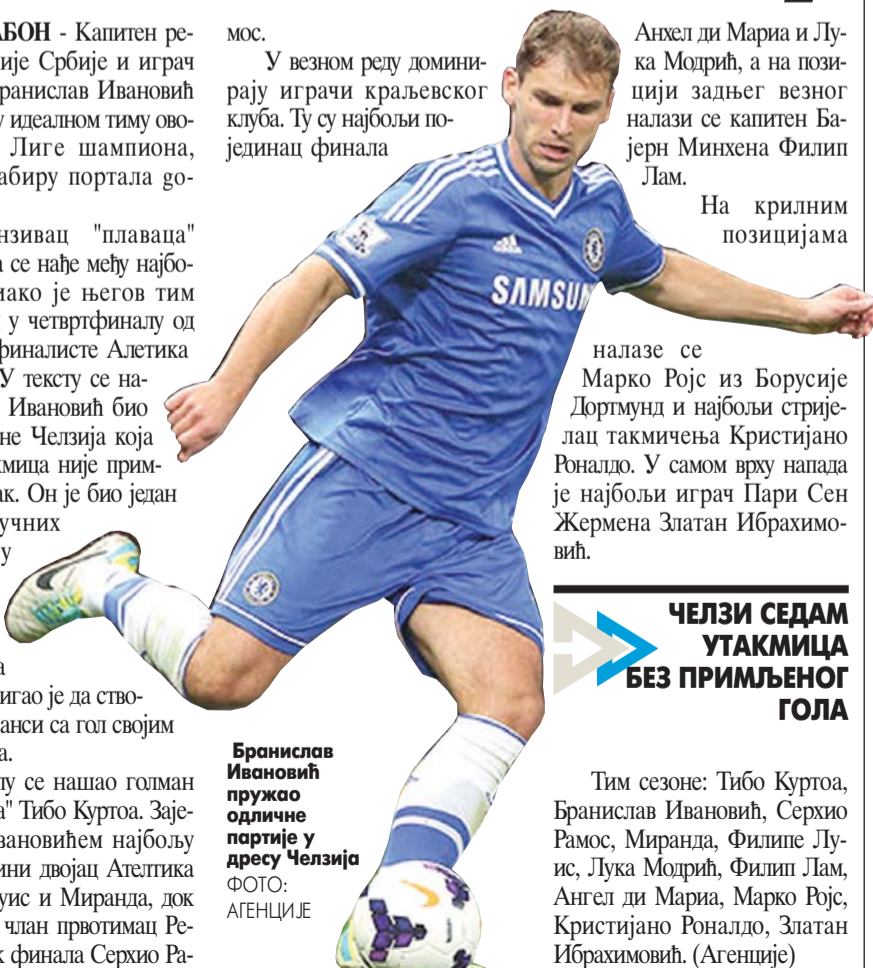 - Капитен ре-
ије Србије и играч
ранислав Ивановић
у идеалном тиму ово-
Лиге шампиона,
абиру портала go-
нзивац "плаваца"
а се нађе међу најбо-
иако је његов тим
у четвртфиналу од
финалисте Алетика
У тексту се на-
Ивановић био
не Челзија која
кмица није прим-
ак. Он је био један
учних
у
а
игао је да ство-
анси са гол својим
а.
лу се нашао голман
а" Тибо Куртоа. Заје-
вановићем најбољу
ини двојац Ателтика
уис и Миранда, док
члан првотимац Ре-
к финала Серхио Ра-
мос.
У везном реду домини-
рају играчи краљевског
клуба. Ту су најбољи по-
јединац финала
Анхел ди Мариа и Лу-
ка Модрић, а на пози-
цији задњег везног
налази се капитен Ба-
јерн Минхена Филип
Лам.
На крилним
позицијама
налазе се
Марко Ројс из Борусије
Дортмунд и најбољи стрије-
лац такмичења Кристијано
Роналдо. У самом врху напада
је најбољи играч Пари Сен
Жермена Златан Ибрахимо-
вић.
ЧЕЛЗИ СЕДАМ
УТАКМИЦА
БЕЗ ПРИМЉЕНОГ
ГОЛА
Тим сезоне: Тибо Куртоа,
Бранислав Ивановић, Серхио
Рамос, Миранда, Филипе Лу-
ис, Лука Модрић, Филип Лам,
Ангел ди Мариа, Марко Ројс,
Кристијано Роналдо, Златан
Ибрахимовић. (Агенције)
Бранислав
Ивановић
пружао
одличне
партије у
дресу Челзија
ФОТО:
АГЕНЦИЈЕ
adidas
SAMSUN